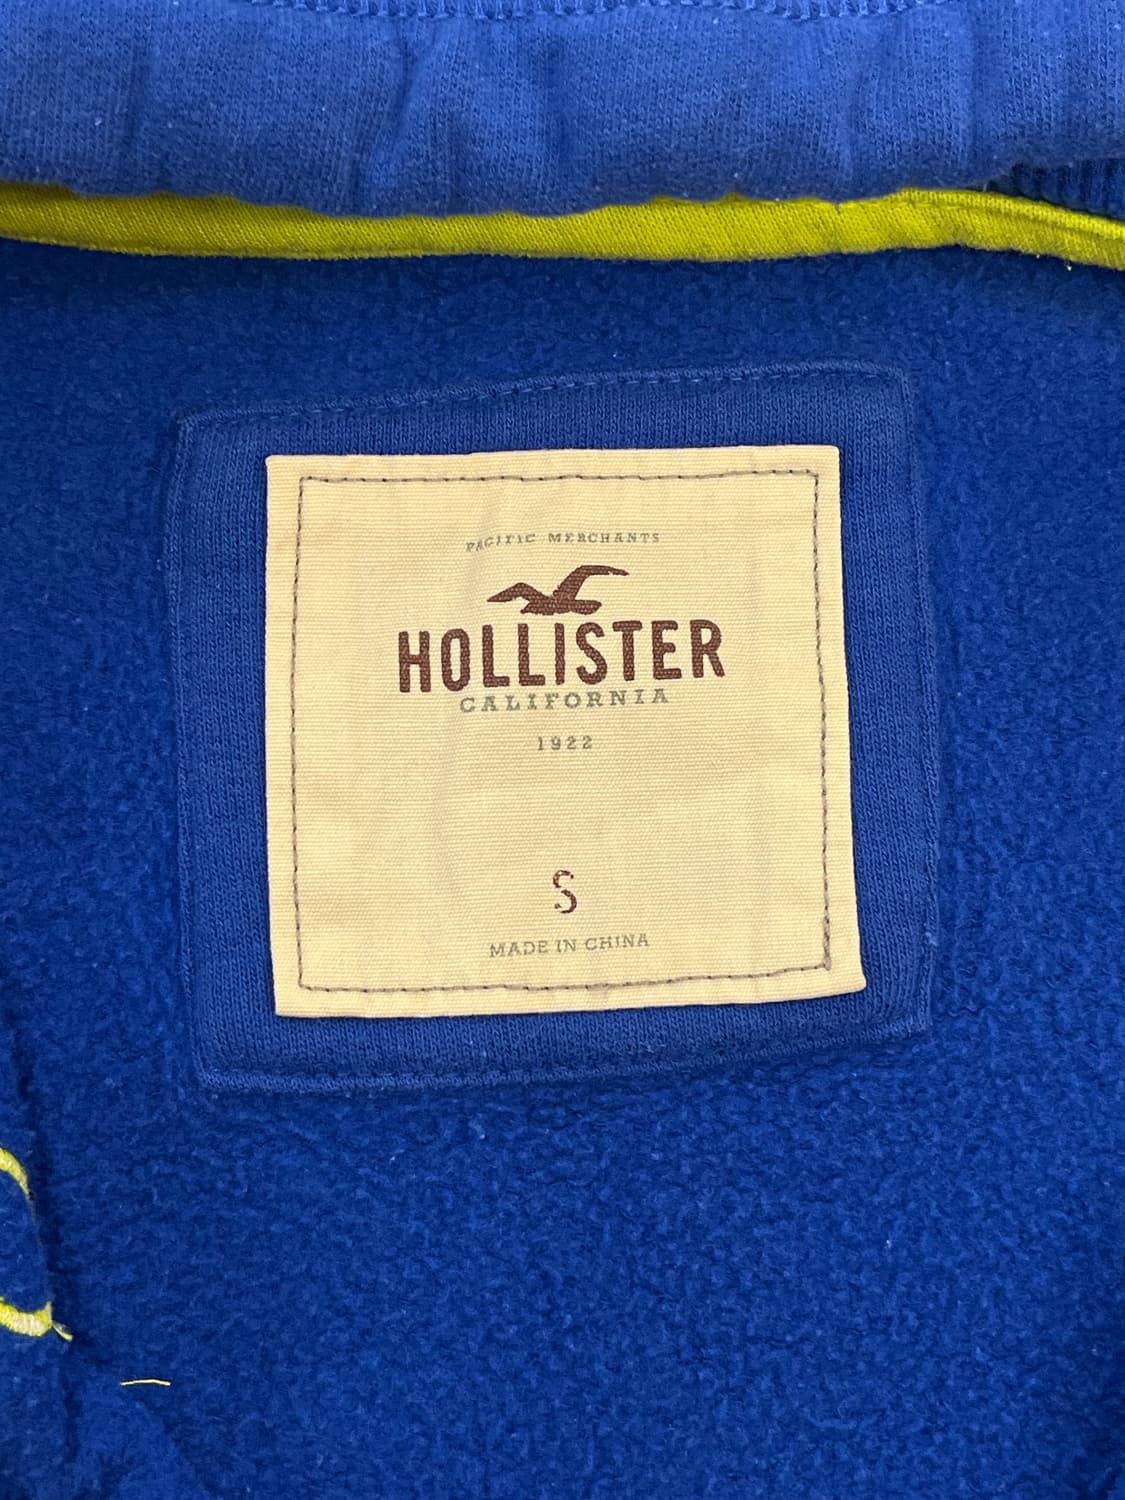 PACIFIC MERCHANTS
HOLLISTER
CALIFORNIA
1922
S
MADE IN CHINA